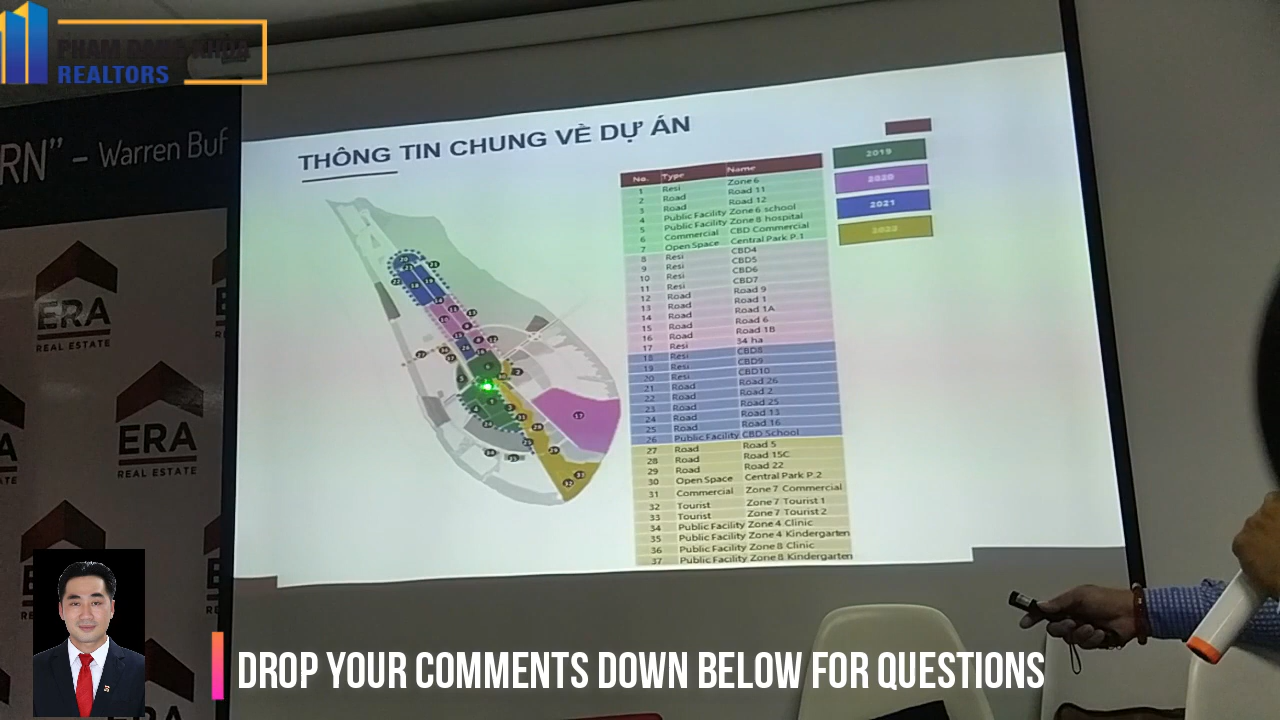 PHAM DANG KHOA
REALTORS
RN" - Warren Buf
THÔNG TIN CHUNG VỀ DỰ ÁN
2019
2020
2021
2022
No. Type Name
1 Resi Zone 6
2 Road Road 11
3 Road Road 12
4 Public Facility Zone 6 school
5 Public Facility Zone 8 hospital
6 Commercial CBD Commercial
7 Open Space Central Park P.1
8 Resi CBD4
9 Resi CBD5
10 Resi CBD6
11 Resi CBD7
12 Road Road 9
13 Road Road 1
14 Road Road 1A
15 Road Road 6
16 Road Road 1B
17 Resi 54 ha
18 Resi CBD8
19 Resi CBD9
20 Resi CBD10
21 Road Road 26
22 Road Road 2
23 Road Road 25
24 Road Road 13
25 Road Road 16
26 Public Facility CBD School
27 Road Road 5
28 Road Road 15C
29 Road Road 22
30 Open Space Central Park P.2
31 Commercial Zone 7 Commercial
32 Tourist Zone 7 Tourist 1
33 Tourist Zone 7 Tourist 2
34 Public Facility Zone 4 Clinic
35 Public Facility Zone 4 Kindergarten
36 Public Facility Zone 8 Clinic
37 Public Facility Zone 8 Kindergarten
ERA
REAL ESTATE
ERA
REAL ESTATE
DROP YOUR COMMENTS DOWN BELOW FOR QUESTIONS